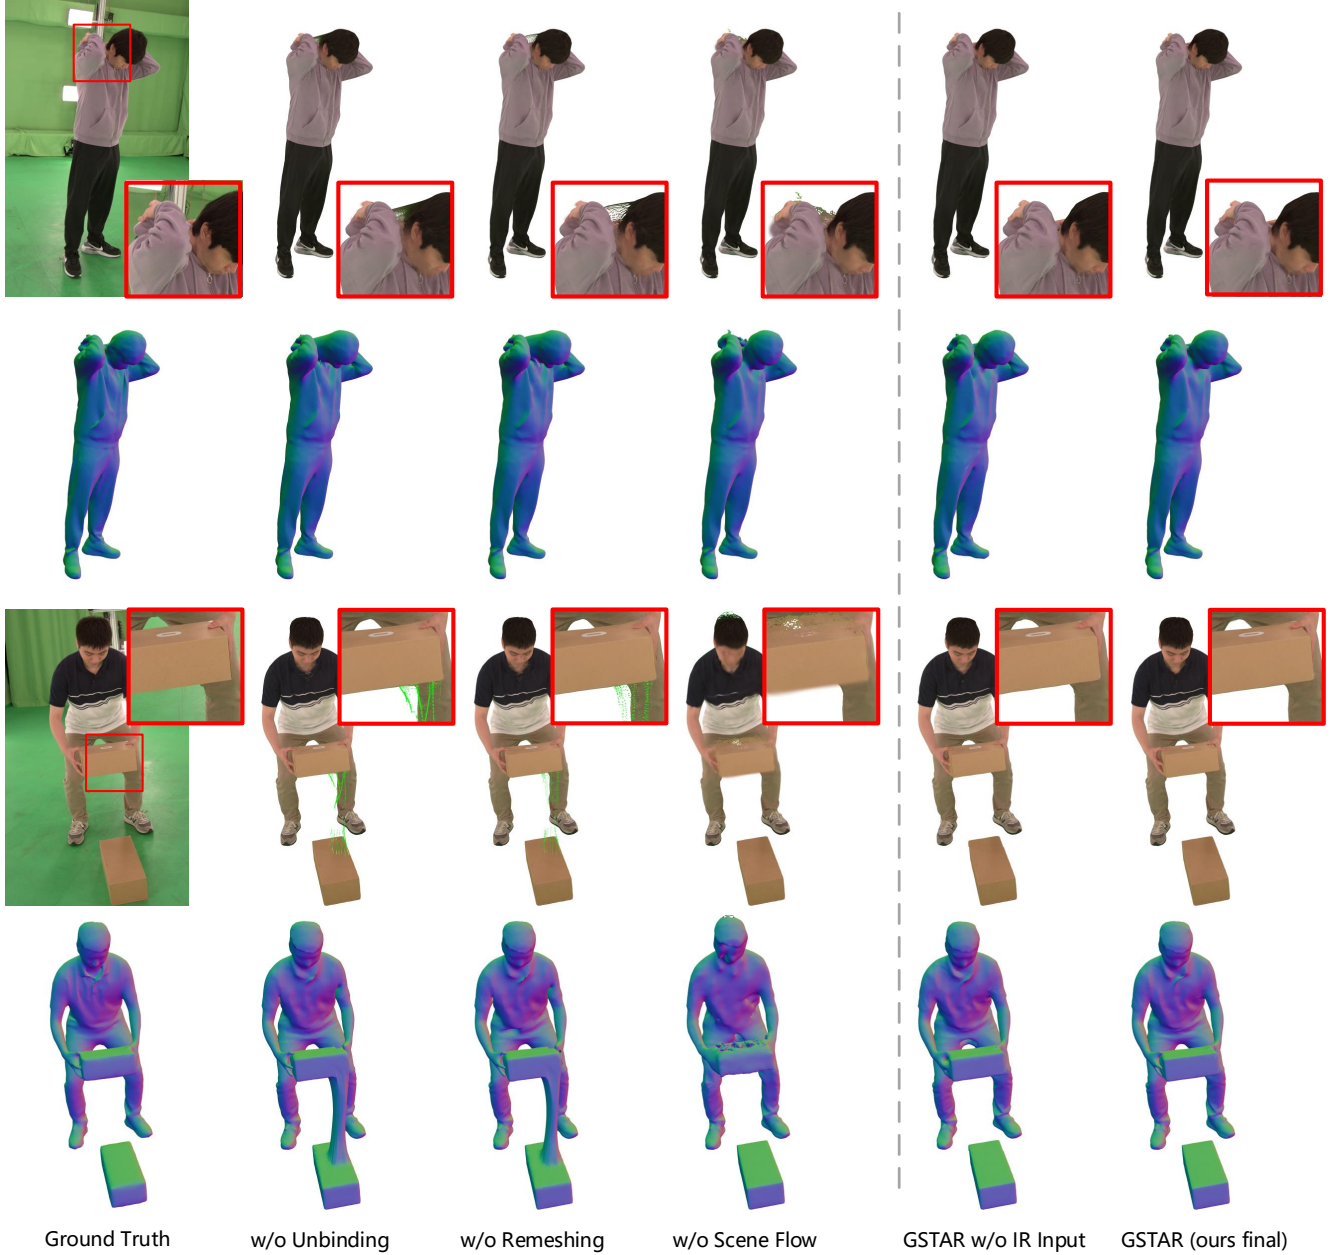 Ground Truth
w/o Unbinding
w/o Remeshing
w/o Scene Flow
GSTAR w/o IR Input
GSTAR (ours final)